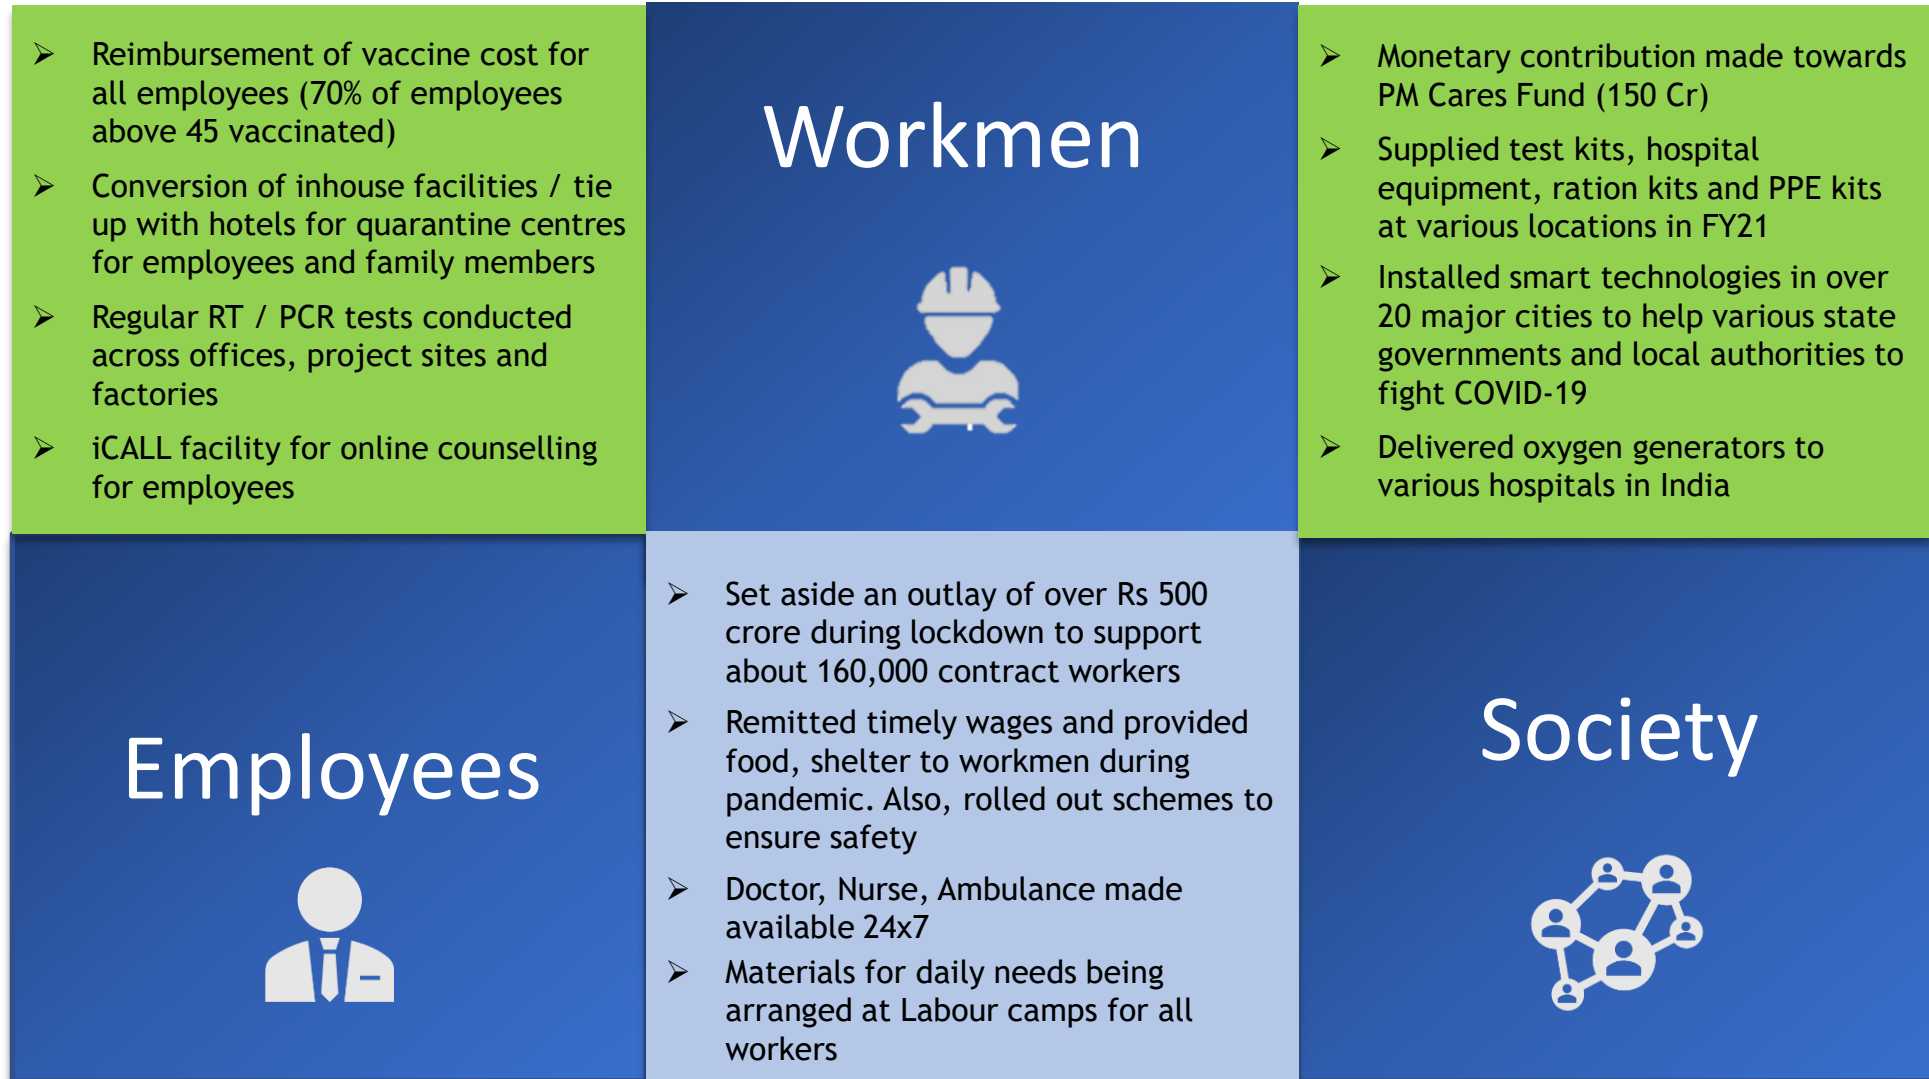 ➢ Reimbursement of vaccine cost for
all employees (70% of employees
above 45 vaccinated)
➢ Conversion of inhouse facilities / tie
up with hotels for quarantine centres
for employees and family members
➢ Regular RT / PCR tests conducted
across offices, project sites and
factories
➢ iCALL facility for online counselling
for employees
Employees
Workmen
➢ Set aside an outlay of over Rs 500
crore during lockdown to support
about 160,000 contract workers
➢ Remitted timely wages and provided
food, shelter to workmen during
pandemic. Also, rolled out schemes to
ensure safety
➢ Doctor, Nurse, Ambulance made
available 24x7
➢ Materials for daily needs being
arranged at Labour camps for all
workers
➢ Monetary contribution made towards
PM Cares Fund (150 Cr)
➢ Supplied test kits, hospital
equipment, ration kits and PPE kits
at various locations in FY21
➢ Installed smart technologies in over
20 major cities to help various state
governments and local authorities to
fight COVID-19
➢ Delivered oxygen generators to
various hospitals in India
Society